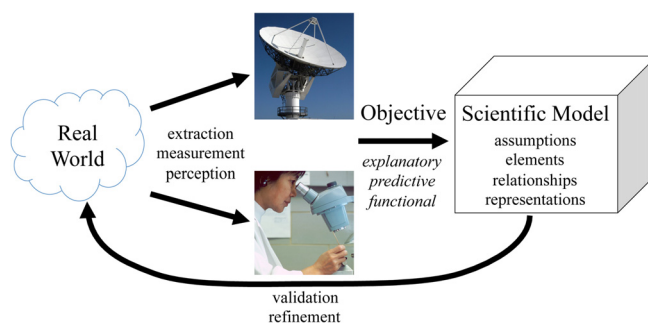 Real
World
extraction
measurement
perception
Objective
explanatory
predictive
functional
Scientific Model
assumptions
elements
relationships
representations
validation
refinement